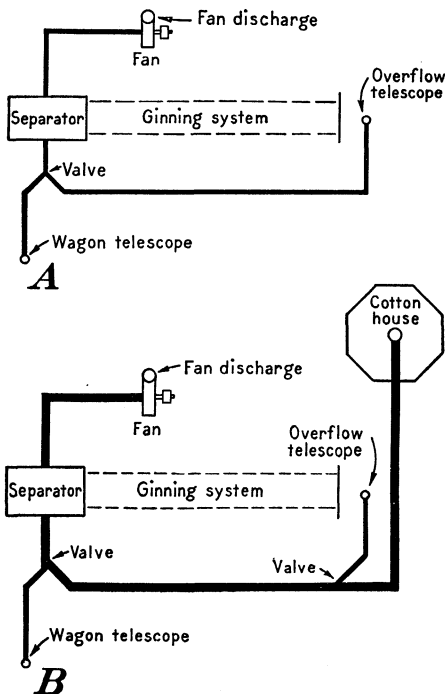 Fan discharge
Fan
Overflow
telescope
Separator
Ginning system
Valve
Wagon telescope
A
Cotton
house
Fan discharge
Fan
Overflow
telescope
Separator
Ginning system
Valve
Valve
Wagon telescope
B